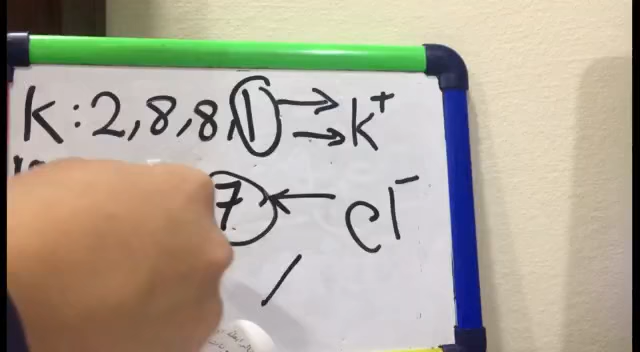 K: 2, 8, 8, 1 → → K⁺
7 ← Cl⁻
/